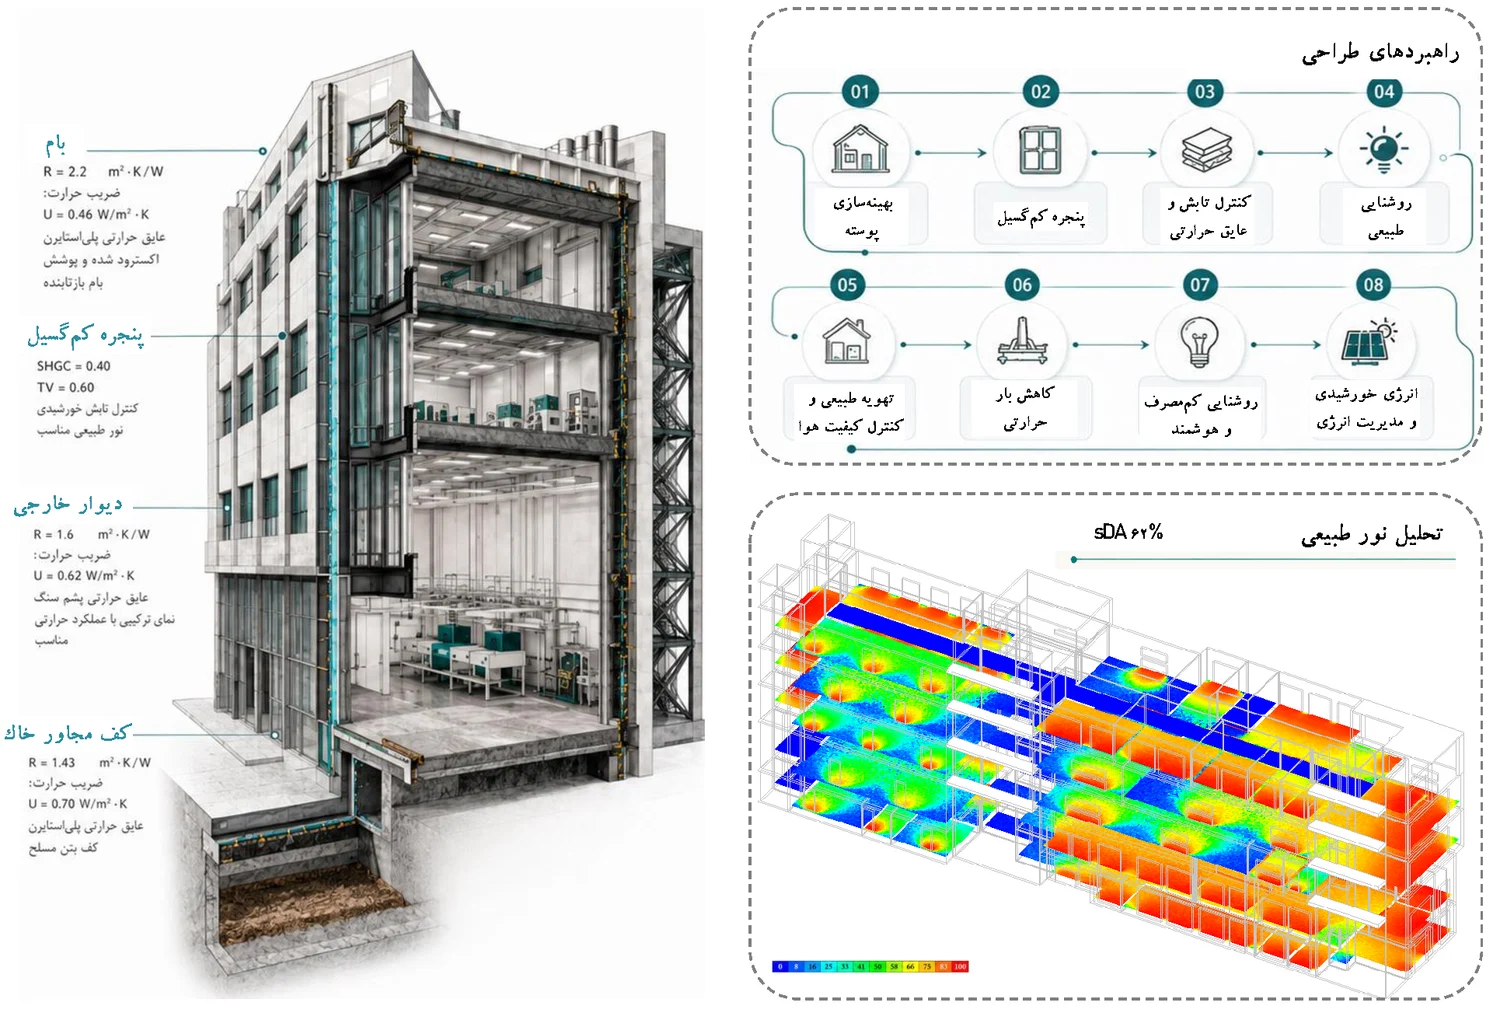 بام
R = 2.2 m²·K/W
ضریب حرارت:
U = 0.46 W/m²·K
عایق حرارتی پلی‌استایرن
اکسترود شده و پوشش
بام بازتابنده
پنجره کم‌گسیل
SHGC = 0.40
TV = 0.60
کنترل تابش خورشیدی
نور طبیعی مناسب
دیوار خارجی
R = 1.6 m²·K/W
ضریب حرارت:
U = 0.62 W/m²·K
عایق حرارتی پشم سنگ
نمای ترکیبی با عملکرد حرارتی
مناسب
کف مجاور خاک
R = 1.43 m²·K/W
ضریب حرارت:
U = 0.70 W/m²·K
عایق حرارتی پلی‌استایرن
کف بتن مسلح
راهبردهای طراحی
01
بهینه‌سازی
پوسته
02
پنجره کم‌گسیل
03
کنترل تابش و
عایق حرارتی
04
روشنایی
طبیعی
05
تهویه طبیعی و
کنترل کیفیت هوا
06
کاهش بار
حرارتی
07
روشنایی کم‌مصرف
و هوشمند
08
انرژی خورشیدی
و مدیریت انرژی
تحلیل نور طبیعی
sDA ۶۲%
0 8 16 25 33 41 50 58 66 75 83 100